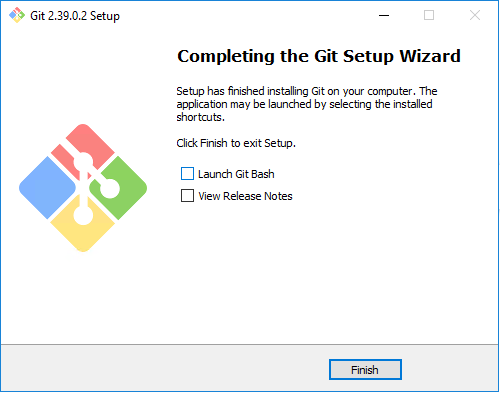 Git 2.39.0.2 Setup
Completing the Git Setup Wizard
Setup has finished installing Git on your computer. The
application may be launched by selecting the installed
shortcuts.
Click Finish to exit Setup.
Launch Git Bash
View Release Notes
Finish